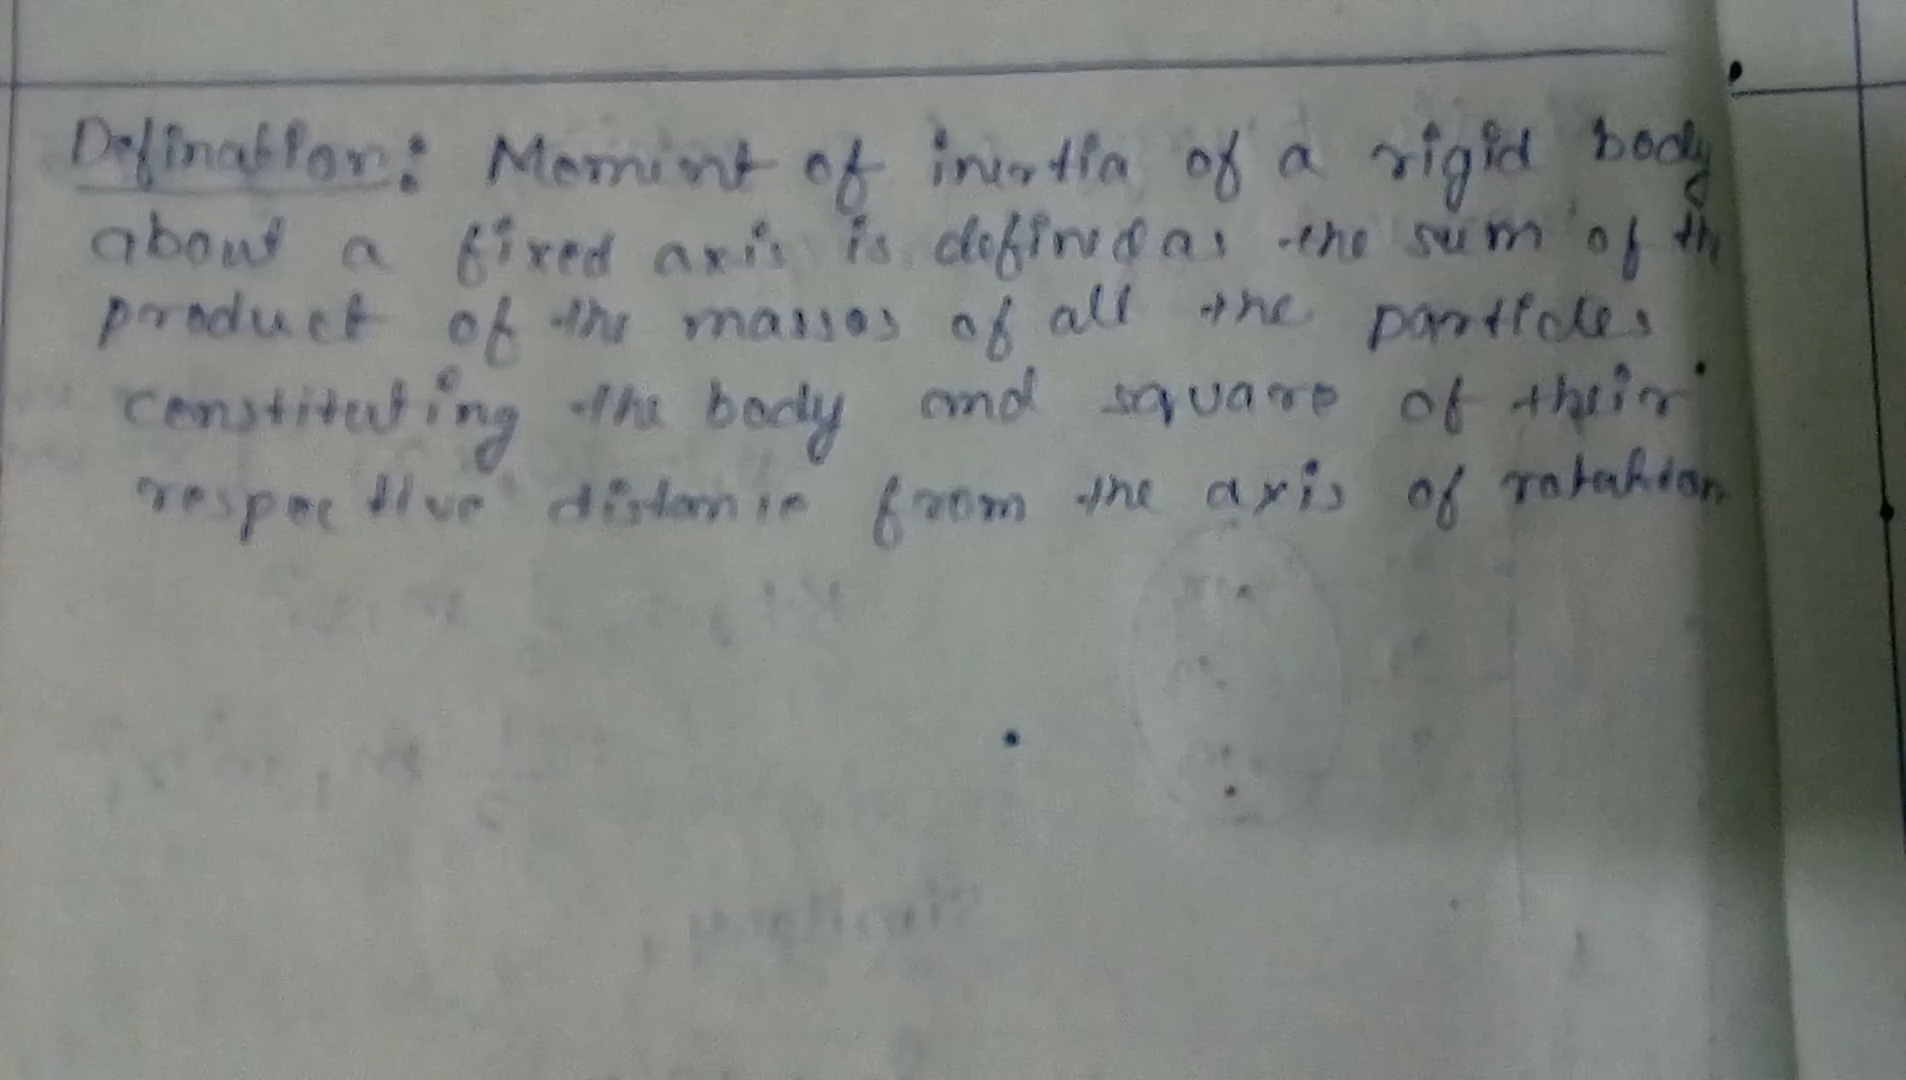 Defination: Moment of inertia of a rigid body
about a fixed axis is defined as the sum of the
product of the masses of all the particles
constituting the body and square of their
respective distance from the axis of rotation